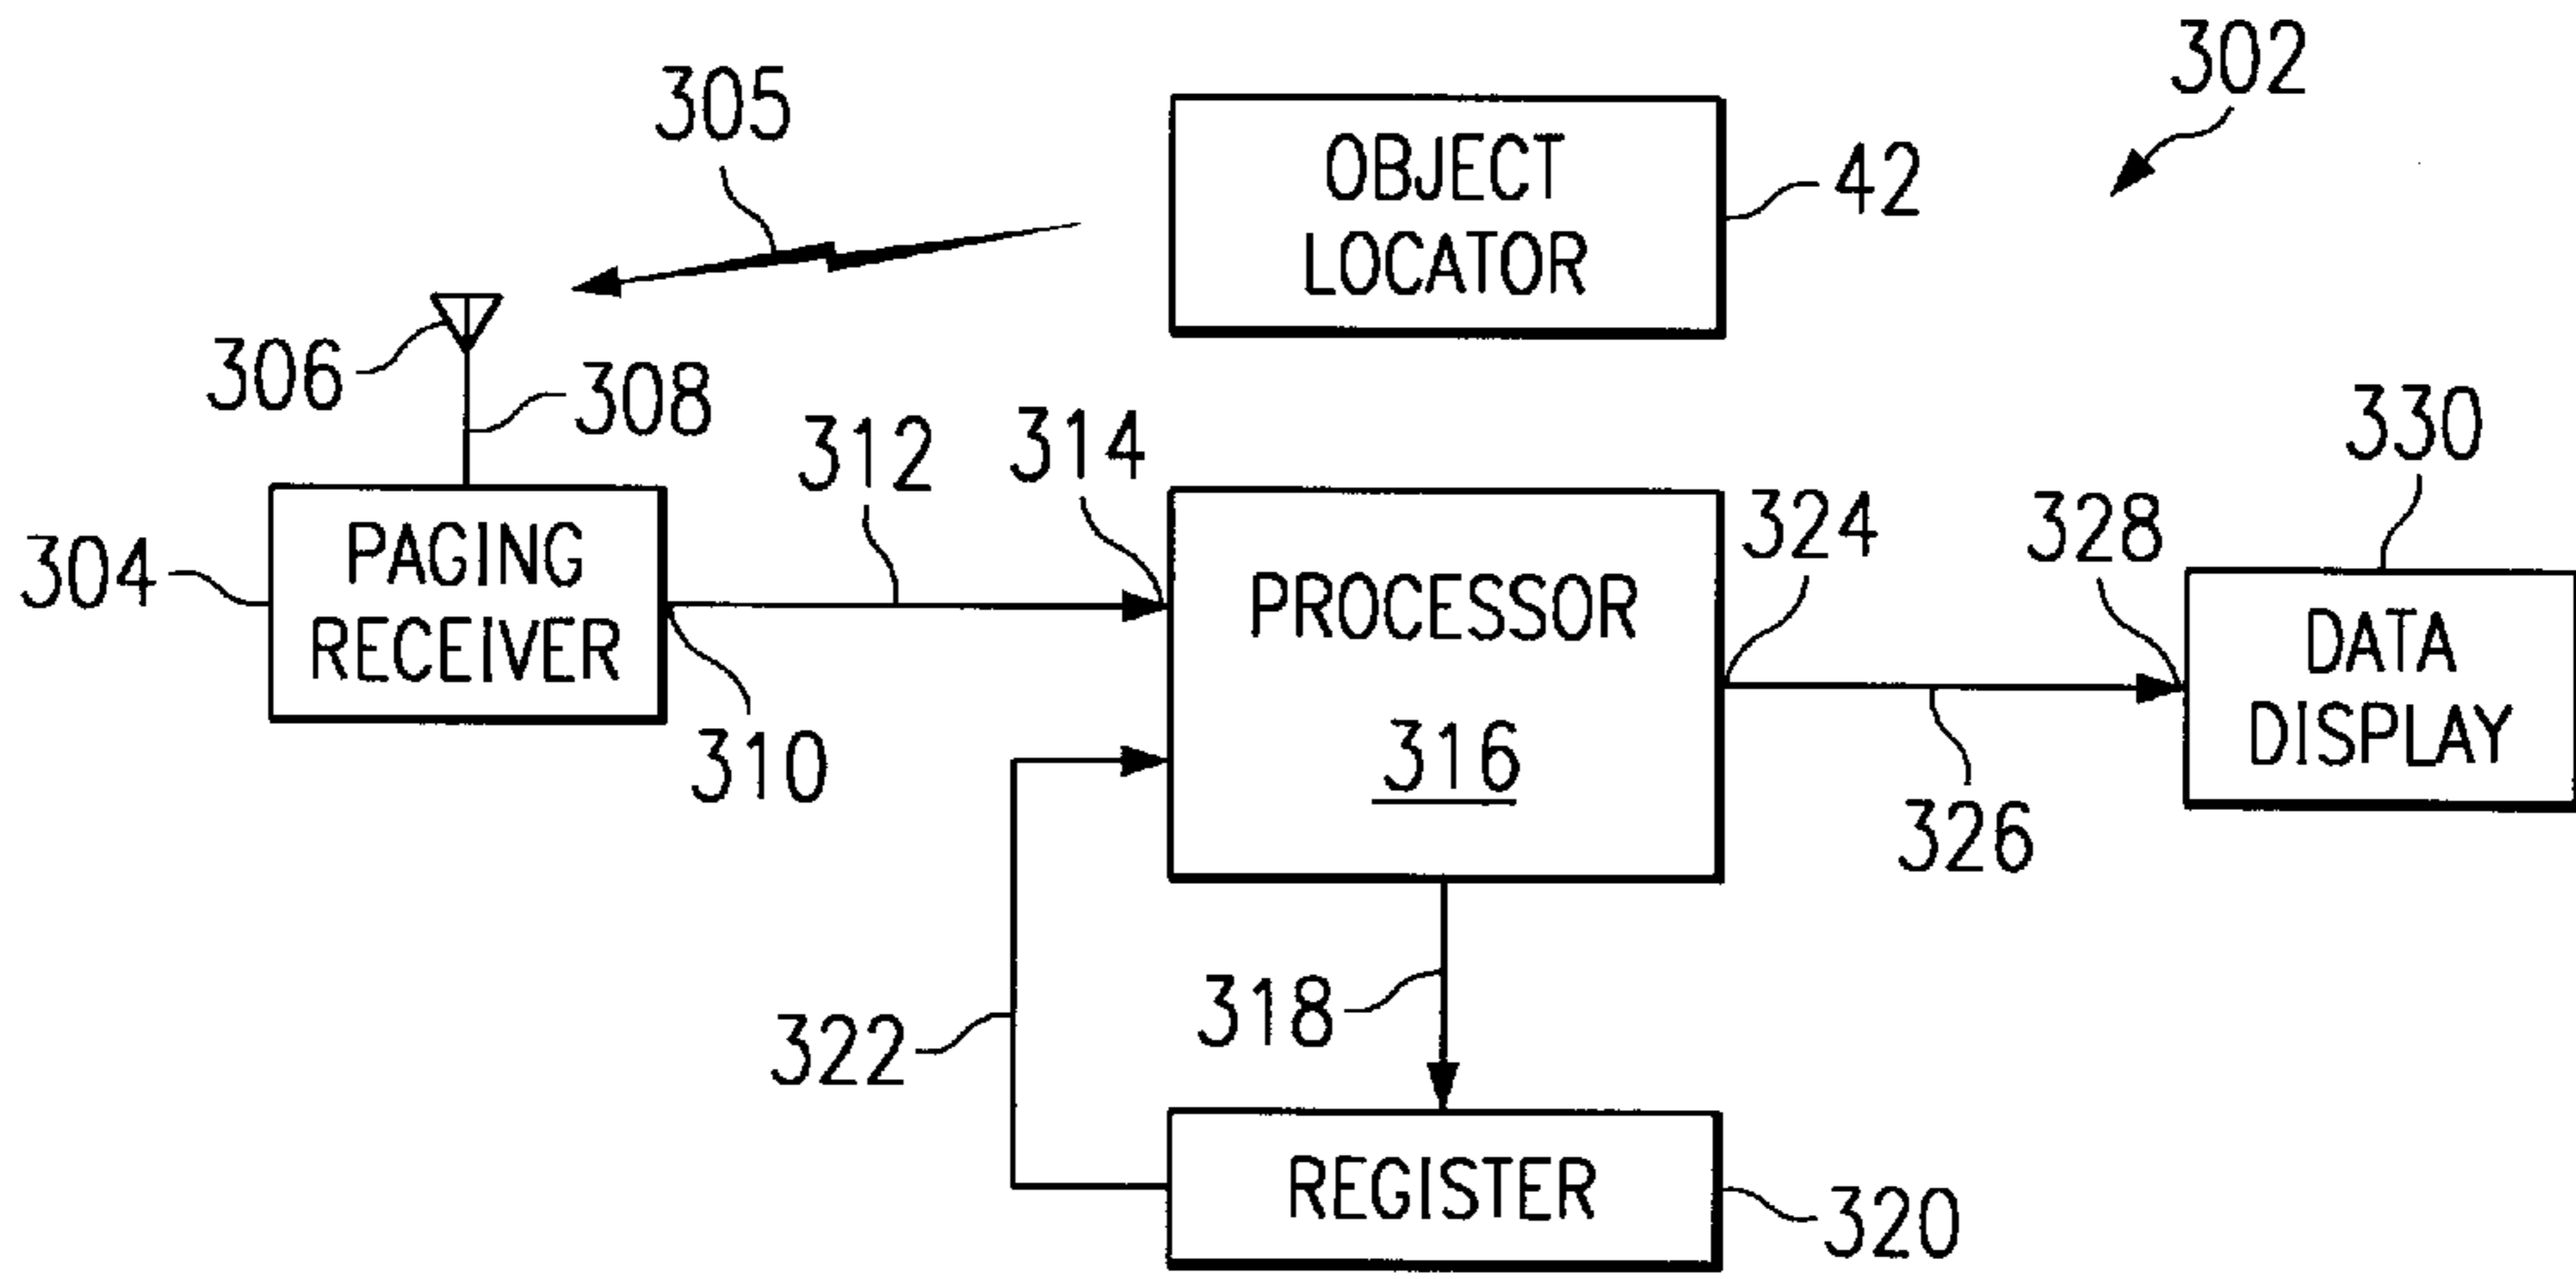 302
305
OBJECT
LOCATOR
42
306
308
312
314
330
304
PAGING
RECEIVER
310
PROCESSOR
316
324
328
DATA
DISPLAY
326
322
318
REGISTER
320